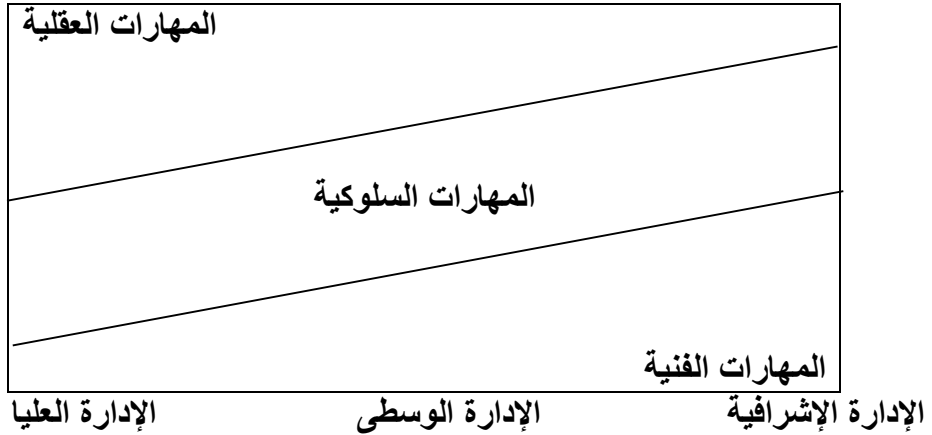 المهارات العقلية
المهارات السلوكية
المهارات الفنية
الإدارة الإشرافية الإدارة الوسطى الإدارة العليا